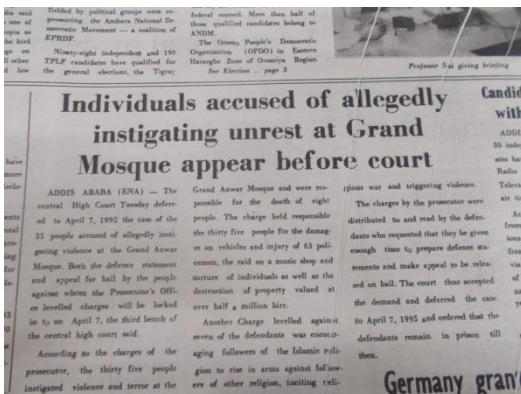 fielded by political groups were re-
presenting the Amhara National De-
mocratic Movement — a coalition of
EPRDF.
Ninety-eight independent and 190
TPLF candidates have qualified for
the general elections, the Tigray
federal council. More than half of
those qualified candidates belong to
ANDM.
The Oromo People's Democratic
Organization (OPDO) in Eastern
Hararghe Zone of Oromiya Region
See Election ... page 3
Professor Sai giving briefing
Individuals accused of allegedly
instigating unrest at Grand
Mosque appear before court
ADDIS ABABA (ENA) — The
central High Court Tuesday deferr-
ed to April 7, 1995 the case of the
35 people accused of allegedly insti-
gating violence at the Grand Anwar
Mosque. Both the defence statement
and appeal for bail by the people
against whom the Prosecutor's Offi-
ce levelled charges will be locked
in to on April 7, the third bench of
the central high court said.
According to the charges of the
prosecutor, the thirty five people
instigated violence and terror at the
Grand Anwar Mosque and were res-
ponsible for the death of eight
people. The charge held responsible
the thirty five people for the damag-
es on vehicles and injury of 63 poli-
cemen, the raid on a music shop and
torture of individuals as well as the
destruction of property valued at
over half a million birr.
Another Charge levelled against
seven of the defendants was encour-
aging followers of the Islamic reli-
gion to rise in arms against follow-
ers of other religion, inciting reli-
gious war and triggering violence.
The charges by the prosecutor were
distributed to and read by the defen-
dants who requested that they be given
enough time to prepare defence sta-
tements and make appeal to be relea-
sed on bail. The court thus accepted
the demand and deferred the case
to April 7, 1995 and ordered that the
defendants remain in prison till
then.
Candid
with
Germany gran